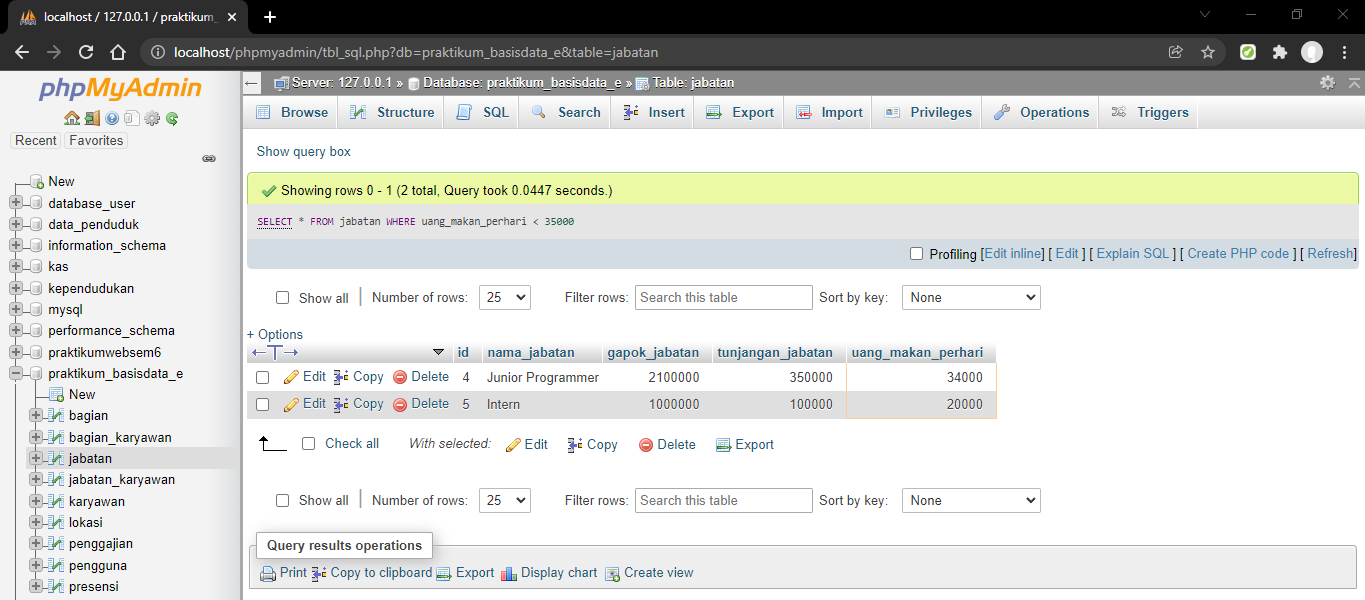 localhost / 127.0.0.1 / praktikum_
localhost/phpmyadmin/tbl_sql.php?db=praktikum_basisdata_e&table=jabatan
phpMyAdmin
Recent Favorites
New
database_user
data_penduduk
information_schema
kas
kependudukan
mysql
performance_schema
praktikumwebsem6
praktikum_basisdata_e
New
bagian
bagian_karyawan
jabatan
jabatan_karyawan
karyawan
lokasi
penggajian
pengguna
presensi
Server: 127.0.0.1 » Database: praktikum_basisdata_e » Table: jabatan
Browse Structure SQL Search Insert Export Import Privileges Operations Triggers
Show query box
Showing rows 0 - 1 (2 total, Query took 0.0447 seconds.)
SELECT * FROM jabatan WHERE uang_makan_perhari < 35000
Profiling [Edit inline] [ Edit ] [ Explain SQL ] [ Create PHP code ] [ Refresh]
Show all | Number of rows: 25 Filter rows: Search this table Sort by key: None
+ Options
←T→ id nama_jabatan gapok_jabatan tunjangan_jabatan uang_makan_perhari
Edit Copy Delete 4 Junior Programmer 2100000 350000 34000
Edit Copy Delete 5 Intern 1000000 100000 20000
Check all With selected: Edit Copy Delete Export
Show all | Number of rows: 25 Filter rows: Search this table Sort by key: None
Query results operations
Print Copy to clipboard Export Display chart Create view